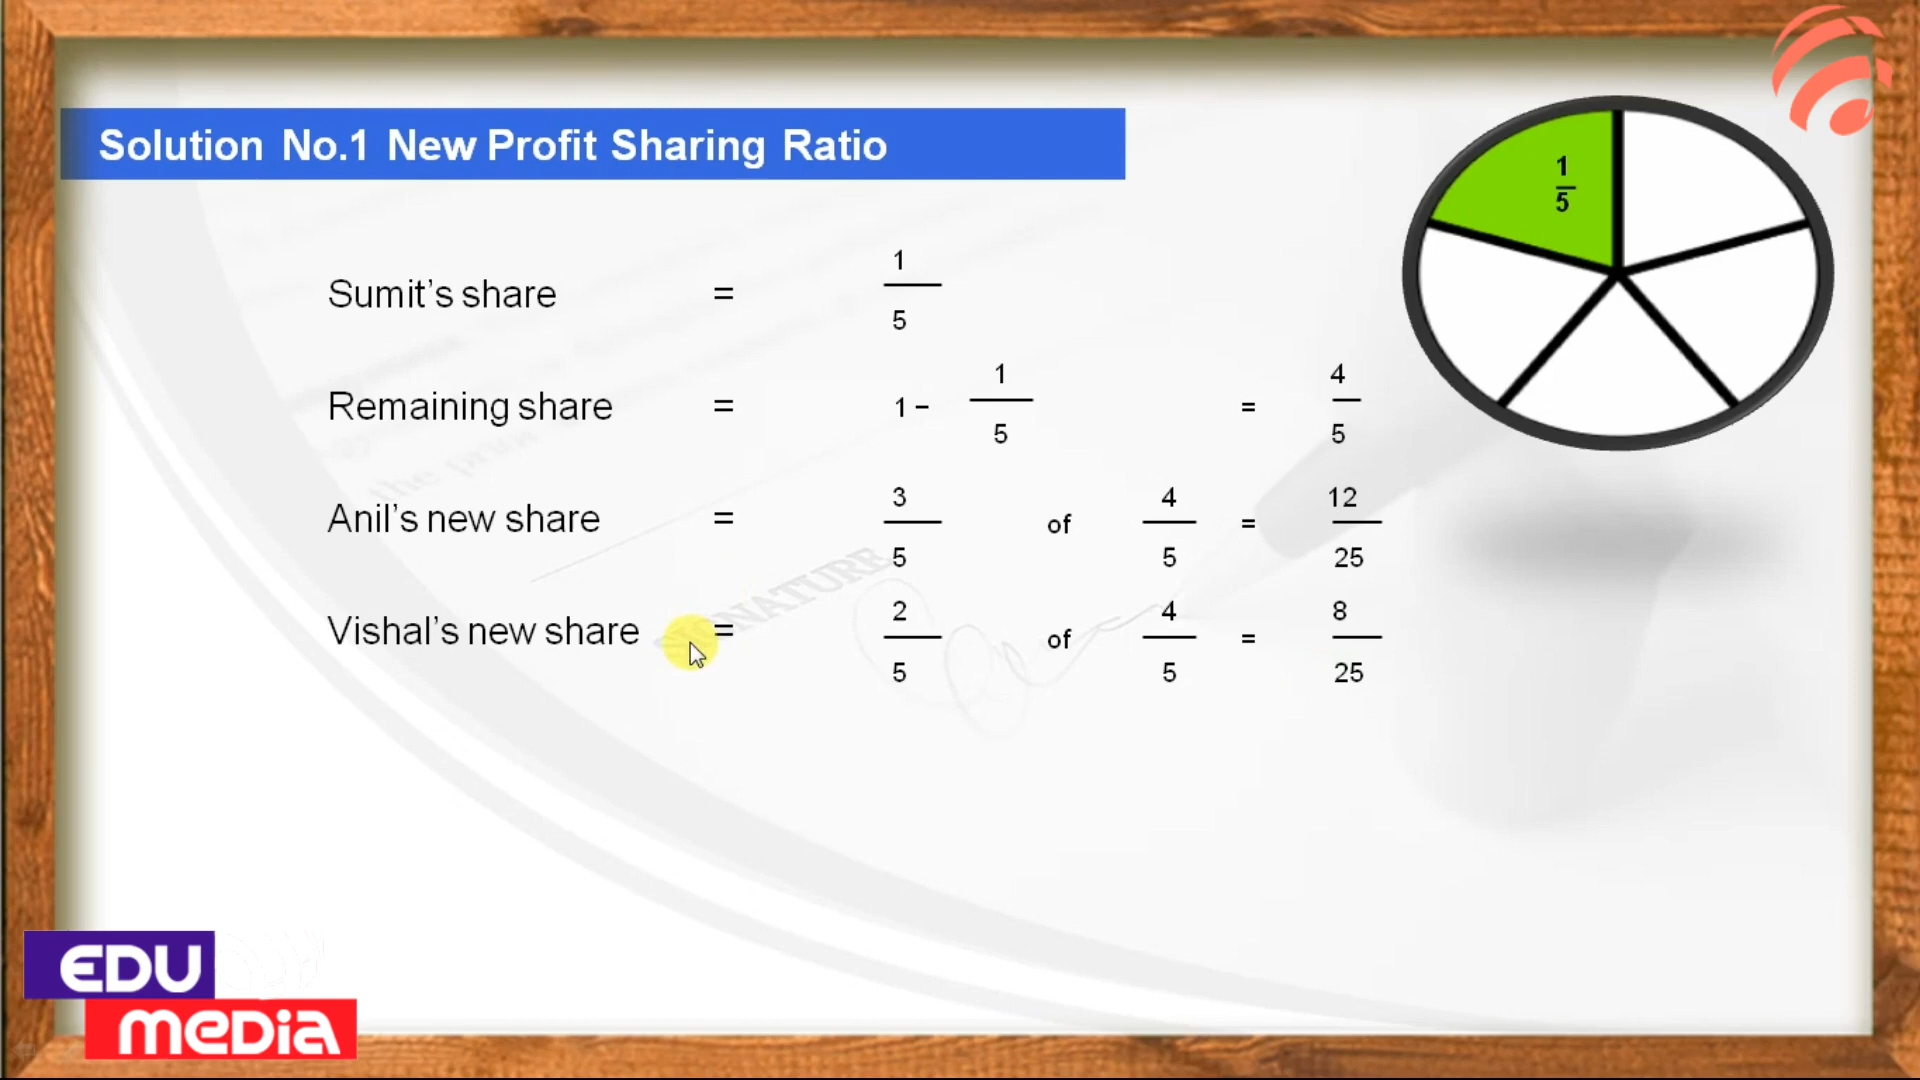 Solution No.1 New Profit Sharing Ratio
1
5
Sumit's share = 1/5
Remaining share = 1 – 1/5 = 4/5
Anil's new share = 3/5 of 4/5 = 12/25
SIGNATURE
Vishal's new share = 2/5 of 4/5 = 8/25
EDU
MEDIA